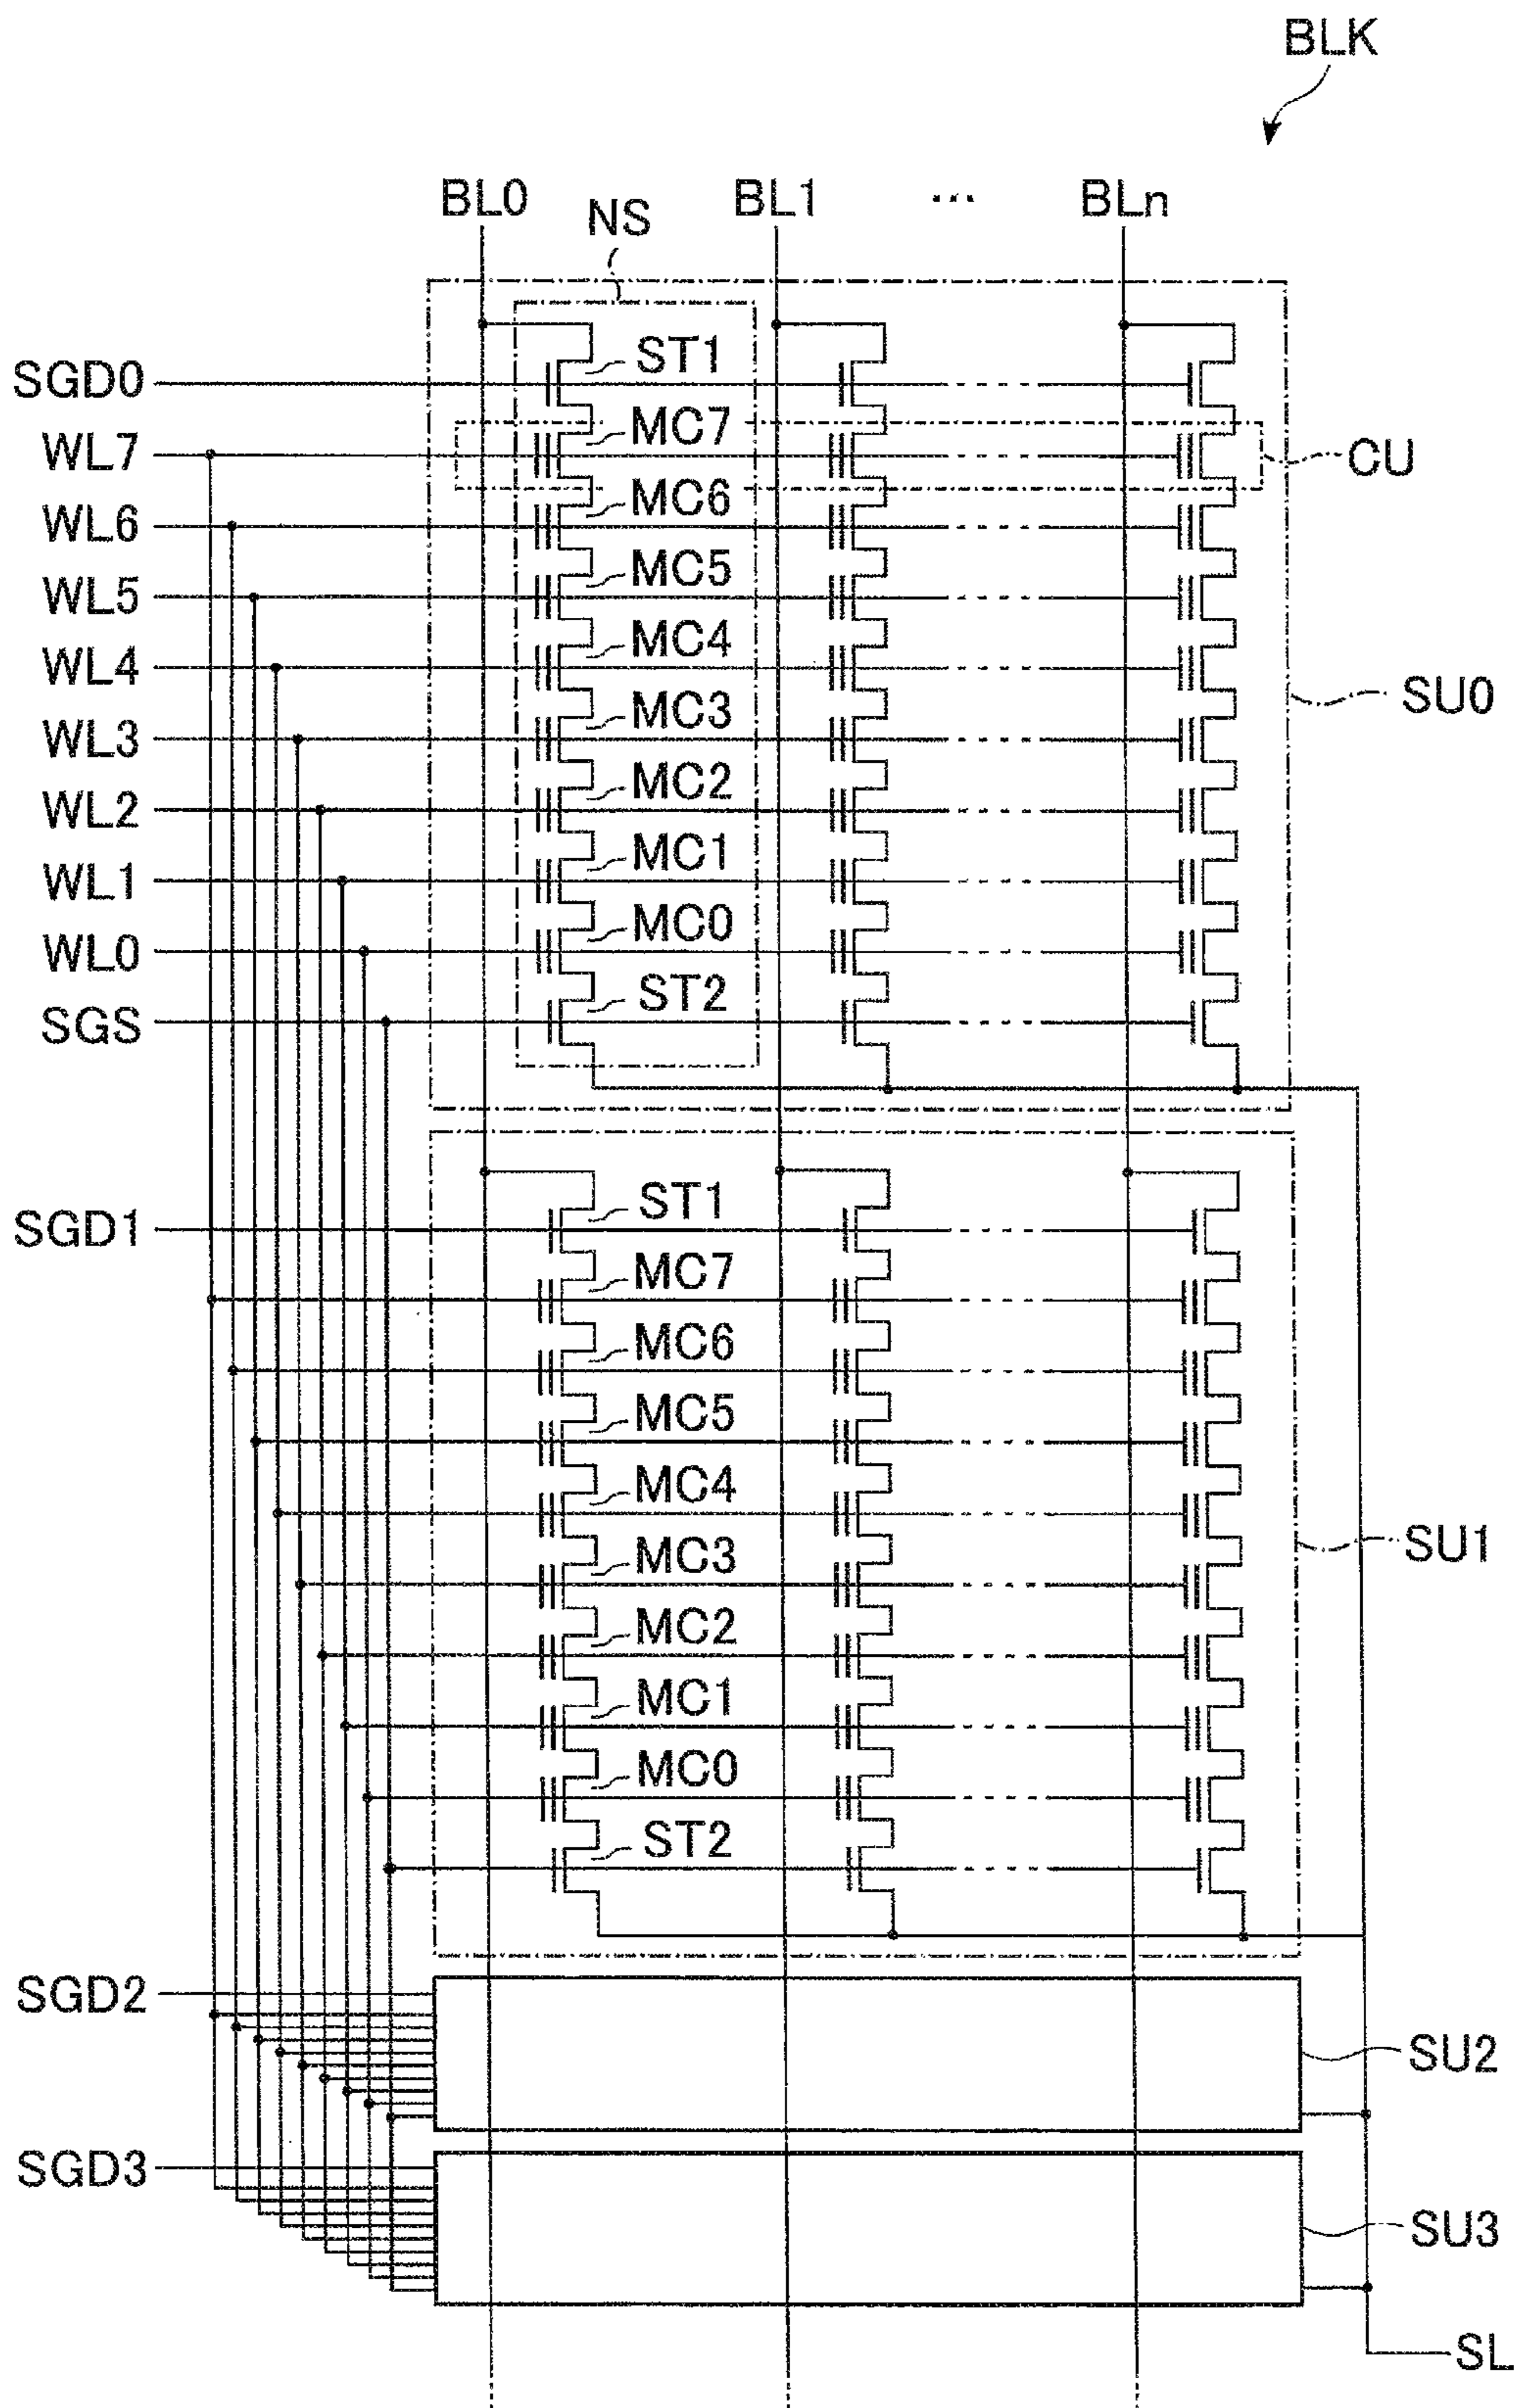 BLK
BL0 BL1 ... BLn
NS
SGD0 ST1
WL7 MC7 CU
WL6 MC6
WL5 MC5
WL4 MC4
SU0
WL3 MC3
WL2 MC2
WL1 MC1
WL0 MC0
SGS ST2
SGD1 ST1
MC7
MC6
MC5
MC4
SU1
MC3
MC2
MC1
MC0
ST2
SGD2
SU2
SGD3
SU3
SL